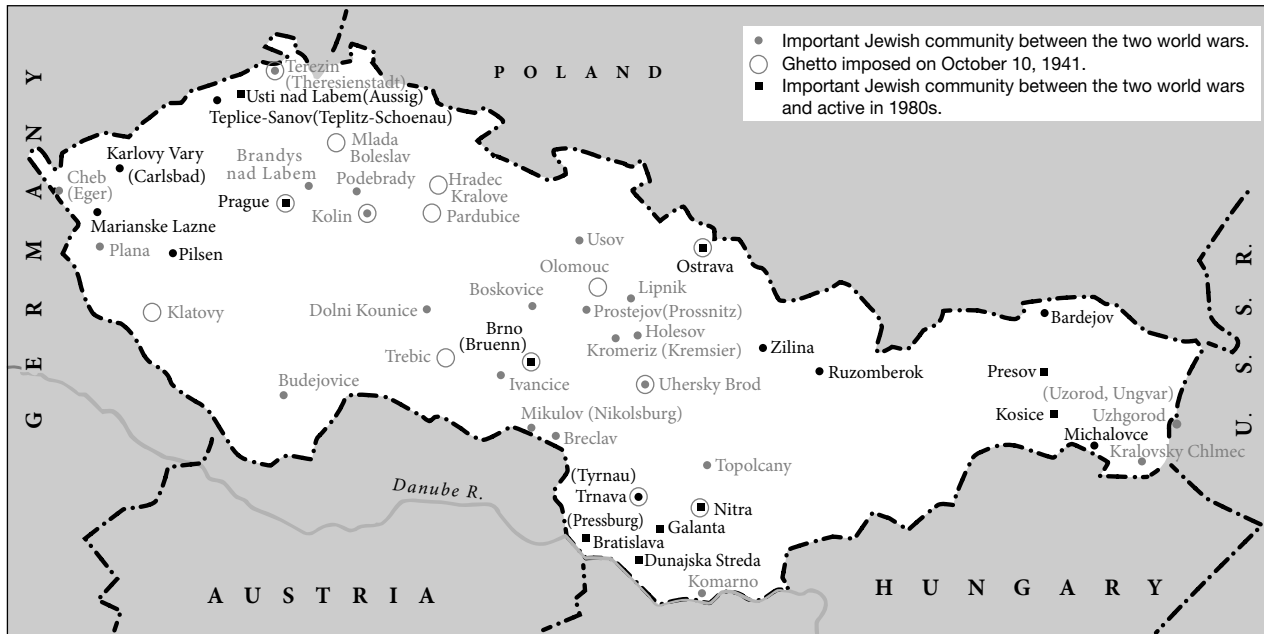 Important Jewish community between the two world wars.
Ghetto imposed on October 10, 1941.
Important Jewish community between the two world wars
and active in 1980s.
POLAND
GERMANY
U.S.S.R.
AUSTRIA
HUNGARY
Danube R.
Terezin
(Theresienstadt)
Usti nad Labem(Aussig)
Teplice-Sanov(Teplitz-Schoenau)
Mlada
Boleslav
Karlovy Vary
(Carlsbad)
Brandys
nad Labem
Podebrady
Hradec
Kralove
Cheb
(Eger)
Prague
Kolin
Pardubice
Marianske Lazne
Plana
Pilsen
Usov
Ostrava
Olomouc
Klatovy
Dolni Kounice
Boskovice
Lipnik
Prostejov(Prossnitz)
Holesov
Kromeriz (Kremsier)
Brno
(Bruenn)
Trebic
Zilina
Bardejov
Ruzomberok
Presov
Budejovice
Ivancice
Uhersky Brod
(Uzorod, Ungvar)
Uzhgorod
Kosice
Mikulov (Nikolsburg)
Breclav
Michalovce
Kralovsky Chlmec
Topolcany
(Tyrnau)
Trnava
Nitra
(Pressburg)
Bratislava
Galanta
Dunajska Streda
Komarno